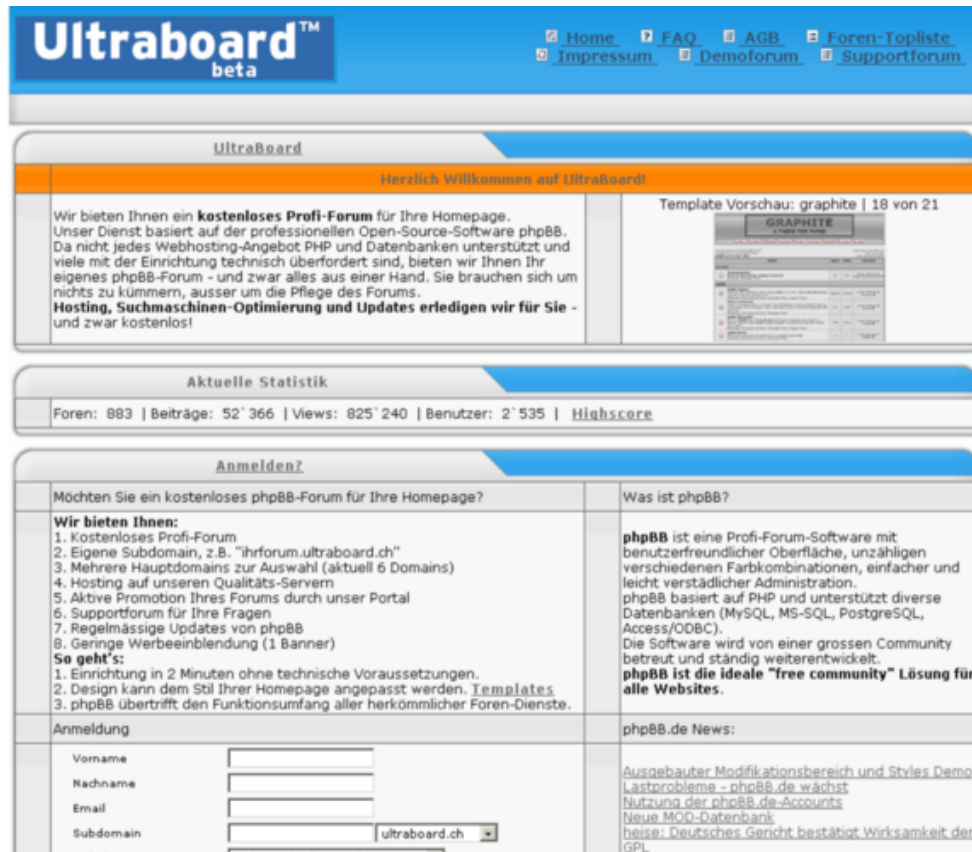 Ultraboard™
beta
Home FAQ AGB Foren-Topliste
Impressum Demoforum Supportforum
UltraBoard
Herzlich Willkommen auf UltraBoard!
Wir bieten Ihnen ein kostenloses Profi-Forum für Ihre Homepage.
Unser Dienst basiert auf der professionellen Open-Source-Software phpBB.
Da nicht jedes Webhosting-Angebot PHP und Datenbanken unterstützt und
viele mit der Einrichtung technisch überfordert sind, bieten wir Ihnen Ihr
eigenes phpBB-Forum - und zwar alles aus einer Hand. Sie brauchen sich um
nichts zu kümmern, ausser um die Pflege des Forums.
Hosting, Suchmaschinen-Optimierung und Updates erledigen wir für Sie -
und zwar kostenlos!
Template Vorschau: graphite | 18 von 21
GRAPHITE
Aktuelle Statistik
Foren: 883 | Beiträge: 52`366 | Views: 825`240 | Benutzer: 2`535 | Highscore
Anmelden?
Möchten Sie ein kostenloses phpBB-Forum für Ihre Homepage?
Wir bieten Ihnen:
1. Kostenloses Profi-Forum
2. Eigene Subdomain, z.B. "ihrforum.ultraboard.ch"
3. Mehrere Hauptdomains zur Auswahl (aktuell 6 Domains)
4. Hosting auf unseren Qualitäts-Servern
5. Aktive Promotion Ihres Forums durch unser Portal
6. Supportforum für Ihre Fragen
7. Regelmässige Updates von phpBB
8. Geringe Werbeeinblendung (1 Banner)
So geht's:
1. Einrichtung in 2 Minuten ohne technische Voraussetzungen.
2. Design kann dem Stil Ihrer Homepage angepasst werden. Templates
3. phpBB übertrifft den Funktionsumfang aller herkömmlicher Foren-Dienste.
Was ist phpBB?
phpBB ist eine Profi-Forum-Software mit
benutzerfreundlicher Oberfläche, unzähligen
verschiedenen Farbkombinationen, einfacher und
leicht verstädlicher Administration.
phpBB basiert auf PHP und unterstützt diverse
Datenbanken (MySQL, MS-SQL, PostgreSQL,
Access/ODBC).
Die Software wird von einer grossen Community
betreut und ständig weiterentwickelt.
phpBB ist die ideale "free community" Lösung für
alle Websites.
Anmeldung
Vorname
Nachname
Email
Subdomain ultraboard.ch
phpBB.de News:
Ausgebauter Modifikationsbereich und Styles Demo
Lastprobleme - phpBB.de wächst
Nutzung der phpBB.de-Accounts
Neue MOD-Datenbank
heise: Deutsches Gericht bestätigt Wirksamkeit der
GPL